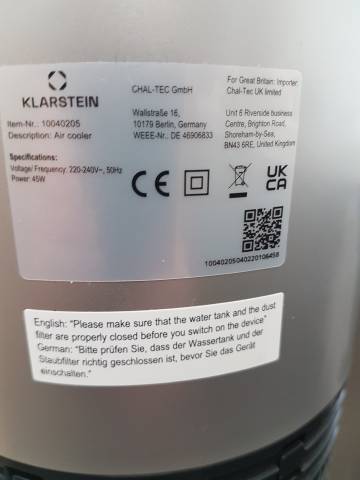 KLARSTEIN
Item-Nr.: 10040205
Description: Air cooler
Specifications:
Voltage/ Frequency: 220-240V~, 50Hz
Power: 45W
CHAL-TEC GmbH
Wallstraße 16,
10179 Berlin, Germany
WEEE-Nr.: DE 46906833
For Great Britain: Importer:
Chal-Tec UK limited
Unit 6 Riverside business
Centre, Brighton Road,
Shoreham-by-Sea,
BN43 6RE, United Kingdom
CE
UK
CA
10040205040220106458
English: "Please make sure that the water tank and the dust
filter are properly closed before you switch on the device"
German: "Bitte prüfen Sie, dass der Wassertank und der
Staubfilter richtig geschlossen ist, bevor Sie das Gerät
einschalten."